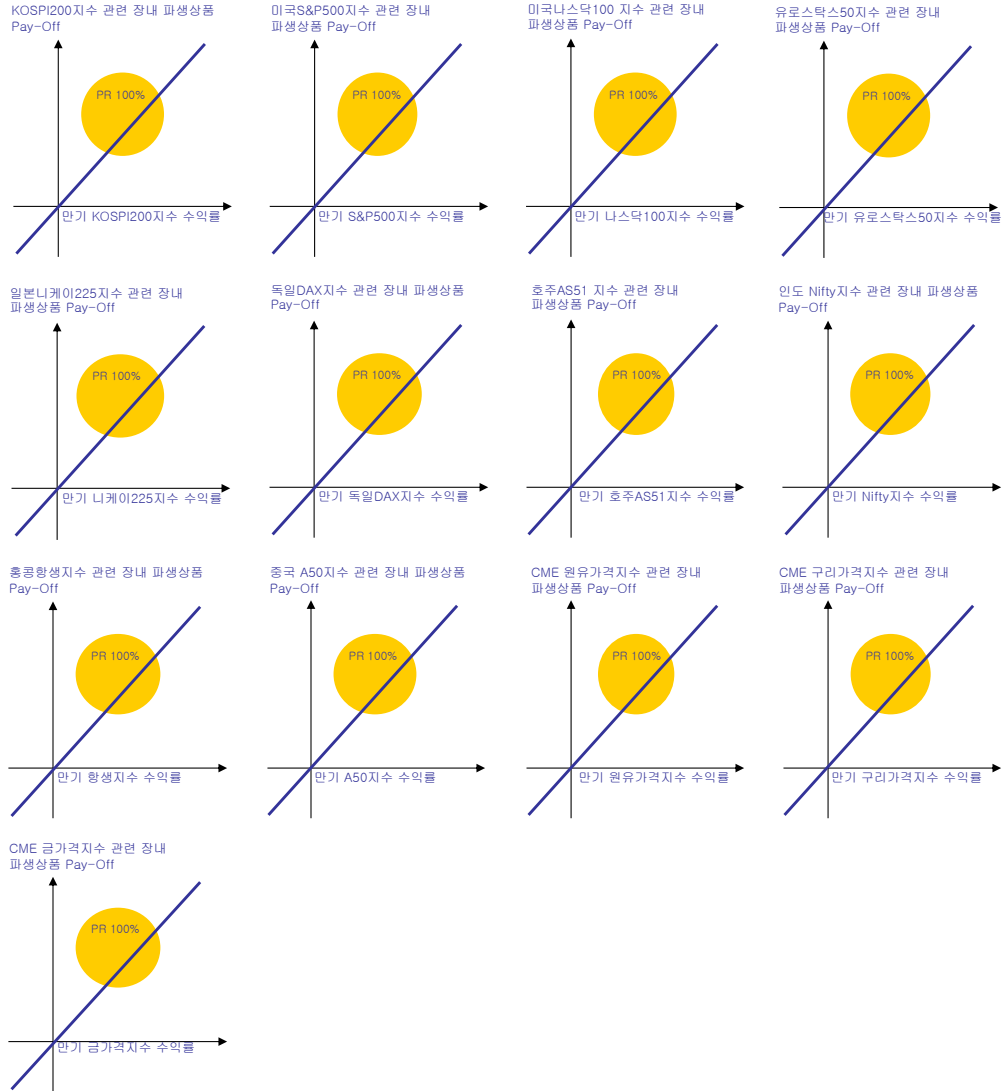 KOSPI200지수 관련 장내 파생상품
Pay-Off
PR 100%
만기 KOSPI200지수 수익률
미국S&P500지수 관련 장내
파생상품 Pay-Off
PR 100%
만기 S&P500지수 수익률
미국나스닥100 지수 관련 장내
파생상품 Pay-Off
PR 100%
만기 나스닥100지수 수익률
유로스탁스50지수 관련 장내
파생상품 Pay-Off
PR 100%
만기 유로스탁스50지수 수익률
일본니케이225지수 관련 장내
파생상품 Pay-Off
PR 100%
만기 니케이225지수 수익률
독일DAX지수 관련 장내 파생상품
Pay-Off
PR 100%
만기 독일DAX지수 수익률
호주AS51 지수 관련 장내
파생상품 Pay-Off
PR 100%
만기 호주AS51지수 수익률
인도 Nifty지수 관련 장내 파생상품
Pay-Off
PR 100%
만기 Nifty지수 수익률
홍콩항생지수 관련 장내 파생상품
Pay-Off
PR 100%
만기 항생지수 수익률
중국 A50지수 관련 장내 파생상품
Pay-Off
PR 100%
만기 A50지수 수익률
CME 원유가격지수 관련 장내
파생상품 Pay-Off
PR 100%
만기 원유가격지수 수익률
CME 구리가격지수 관련 장내
파생상품 Pay-Off
PR 100%
만기 구리가격지수 수익률
CME 금가격지수 관련 장내
파생상품 Pay-Off
PR 100%
만기 금가격지수 수익률